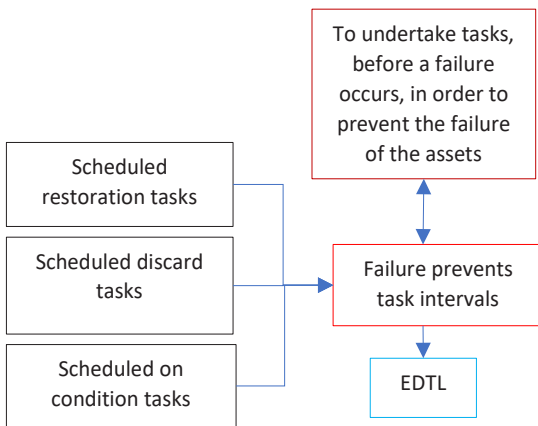 To undertake tasks,
before a failure
occurs, in order to
prevent the failure
of the assets
Scheduled
restoration tasks
Scheduled discard
tasks
Scheduled on
condition tasks
Failure prevents
task intervals
EDTL